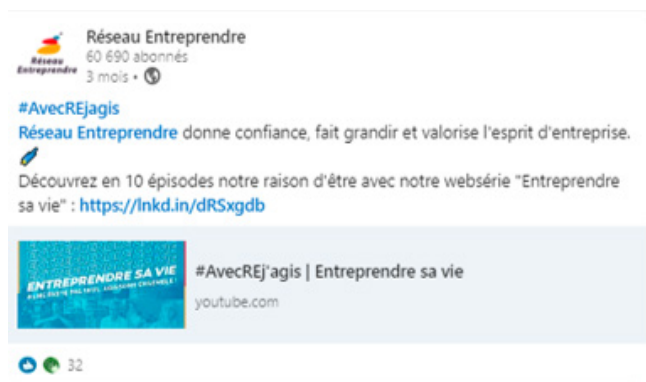 Réseau Entreprendre
Réseau
Entreprendre
60 690 abonnés
3 mois •
#AvecREjagis
Réseau Entreprendre donne confiance, fait grandir et valorise l'esprit d'entreprise.
Découvrez en 10 épisodes notre raison d'être avec notre websérie "Entreprendre
sa vie" : https://lnkd.in/dRSxgdb
ENTREPRENDRE SA VIE
#AvecREj'agis | Entreprendre sa vie
youtube.com
32